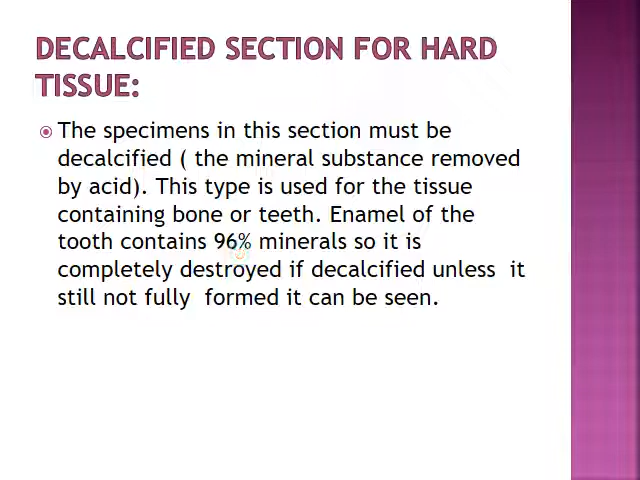 DECALCIFIED SECTION FOR HARD
TISSUE:
The specimens in this section must be
decalcified ( the mineral substance removed
by acid). This type is used for the tissue
containing bone or teeth. Enamel of the
tooth contains 96% minerals so it is
completely destroyed if decalcified unless  it
still not fully  formed it can be seen.